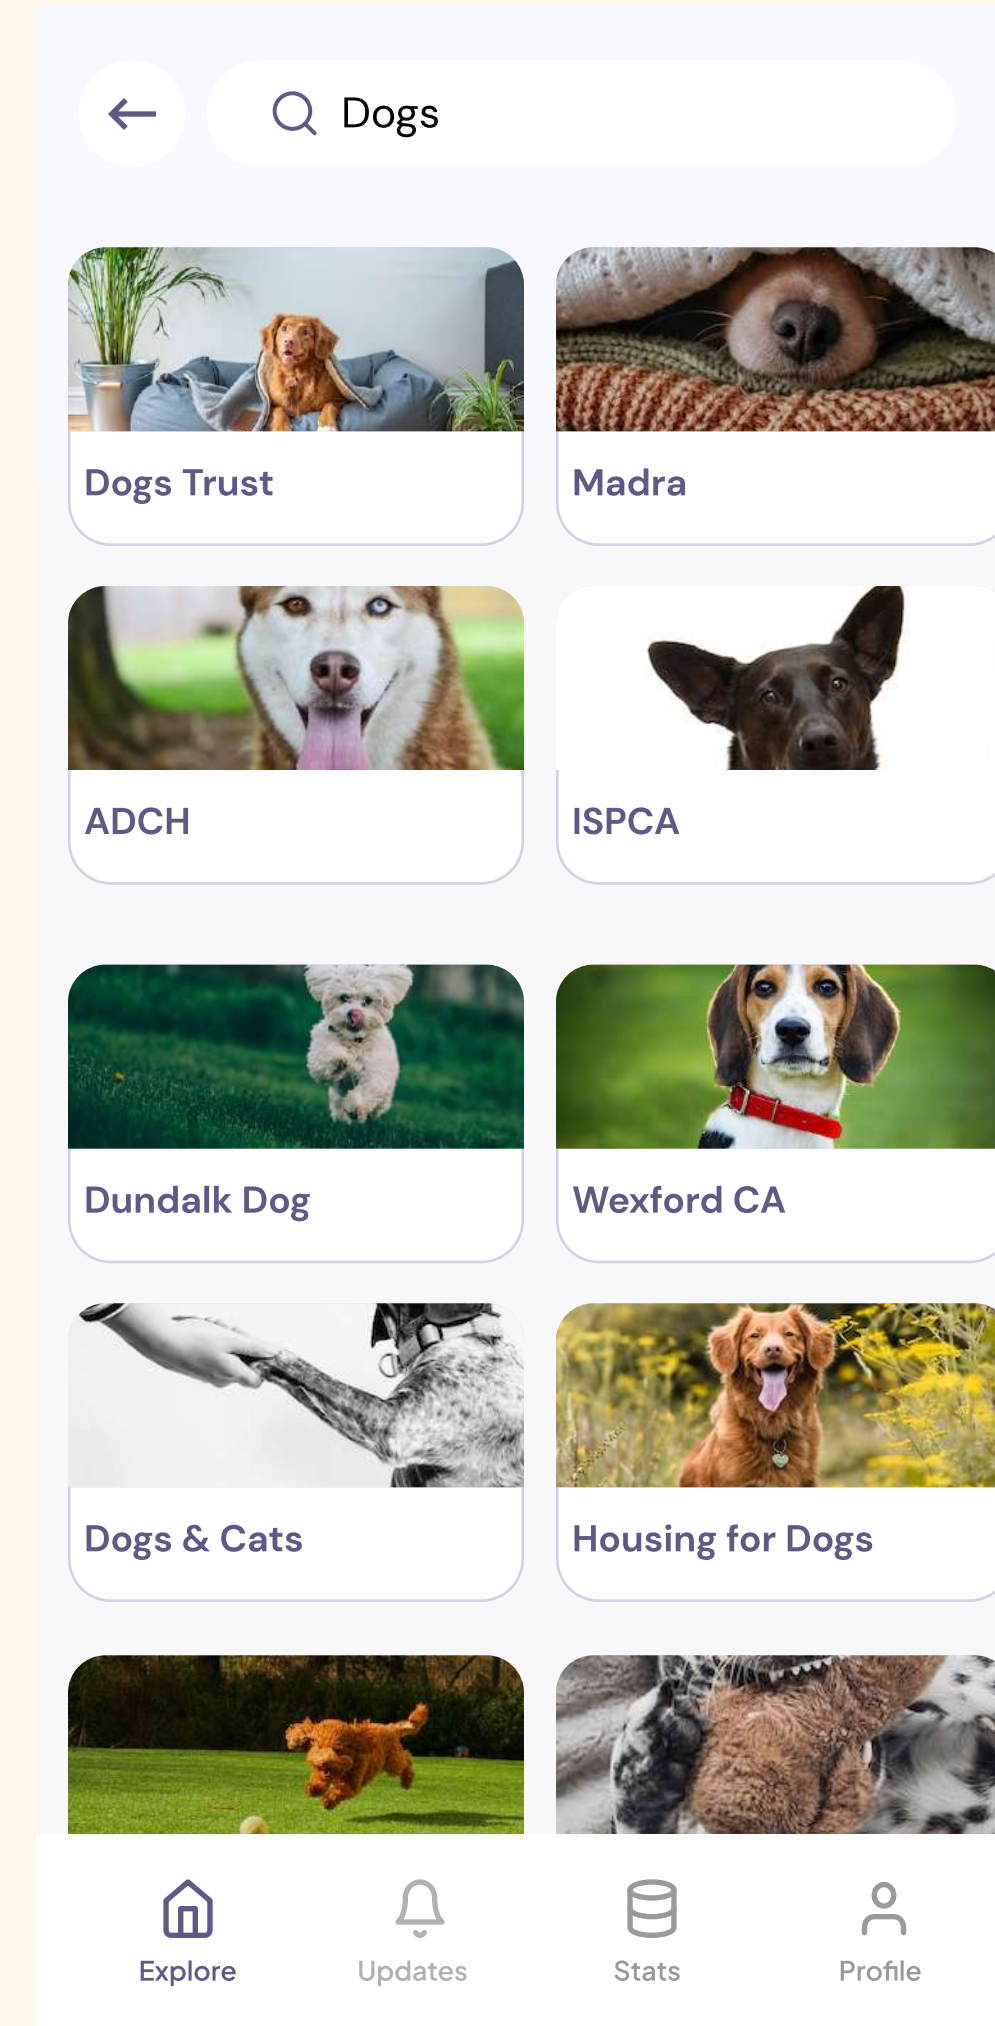 Dogs
Dogs Trust
Madra
ADCH
ISPCA
Dundalk Dog
Wexford CA
Dogs & Cats
Housing for Dogs
Explore
Updates
Stats
Profile